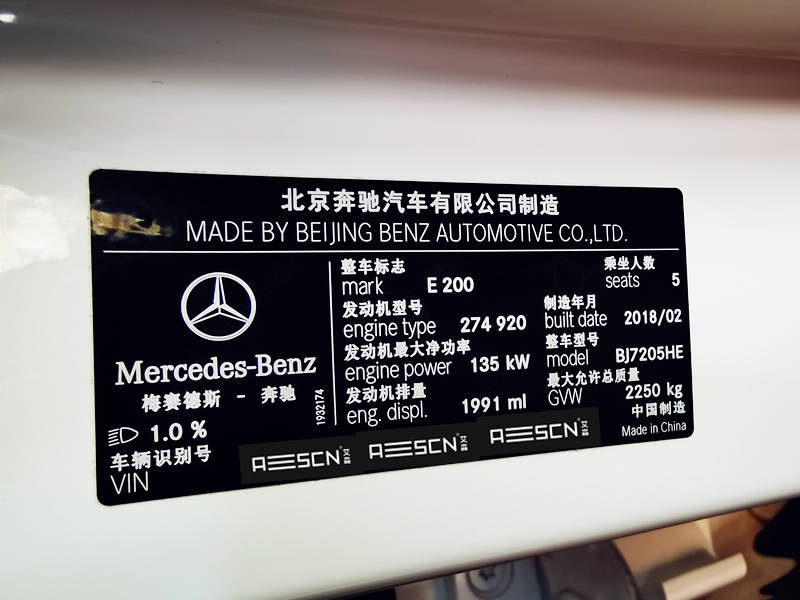 北京奔驰汽车有限公司制造
MADE BY BEIJING BENZ AUTOMOTIVE CO.,LTD.
Mercedes-Benz
梅赛德斯 - 奔驰
1.0 %
1932174
车辆识别号
VIN
整车标志
mark E 200
发动机型号
engine type 274 920
发动机最大净功率
engine power 135 kW
发动机排量
eng. displ. 1991 ml
乘坐人数
seats 5
制造年月
built date 2018/02
整车型号
model BJ7205HE
最大允许总质量
GVW 2250 kg
中国制造
Made in China
AESCN AESCN AESCN